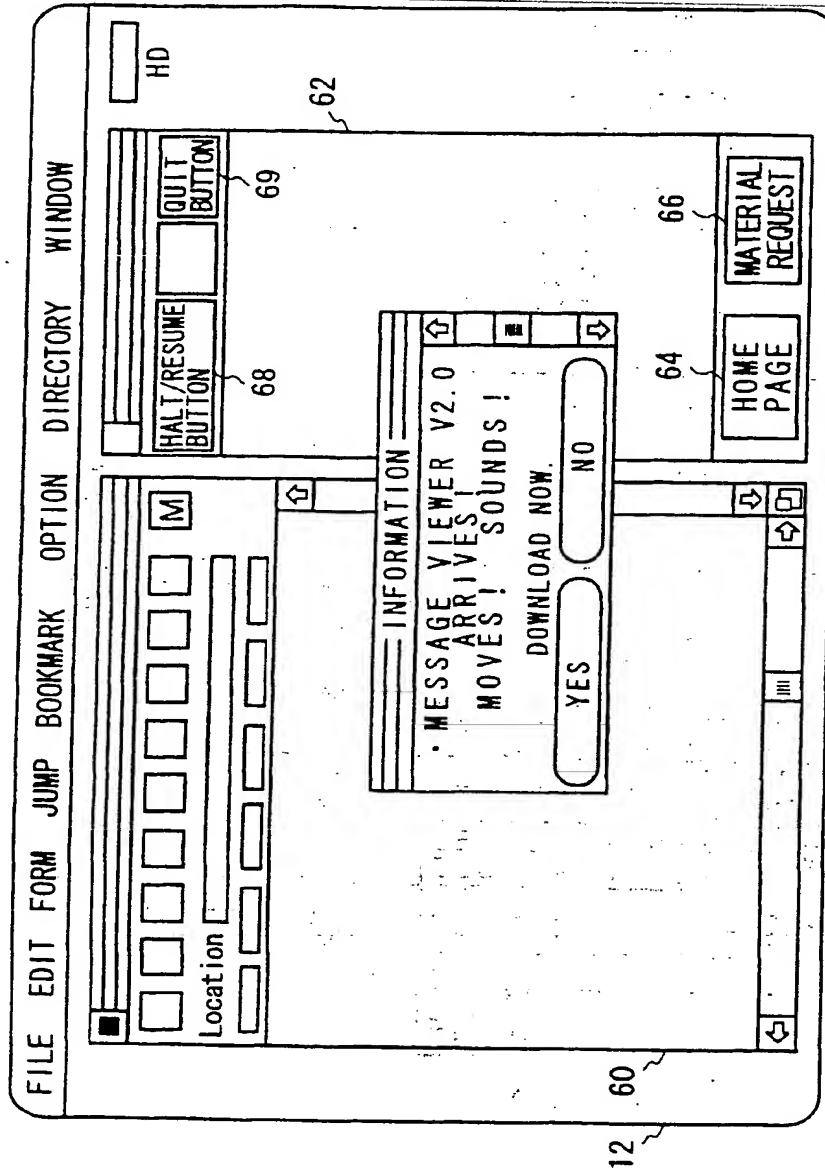 FILE EDIT FORM JUMP BOOKMARK OPTION DIRECTORY WINDOW
HD
M
Location
HALT/RESUME
BUTTON
QUIT
BUTTON
68
69
62
INFORMATION
・MESSAGE VIEWER V2.0
ARRIVES!
MOVES! SOUNDS!
DOWNLOAD NOW.
YES
NO
64
66
HOME
PAGE
MATERIAL
REQUEST
60
12